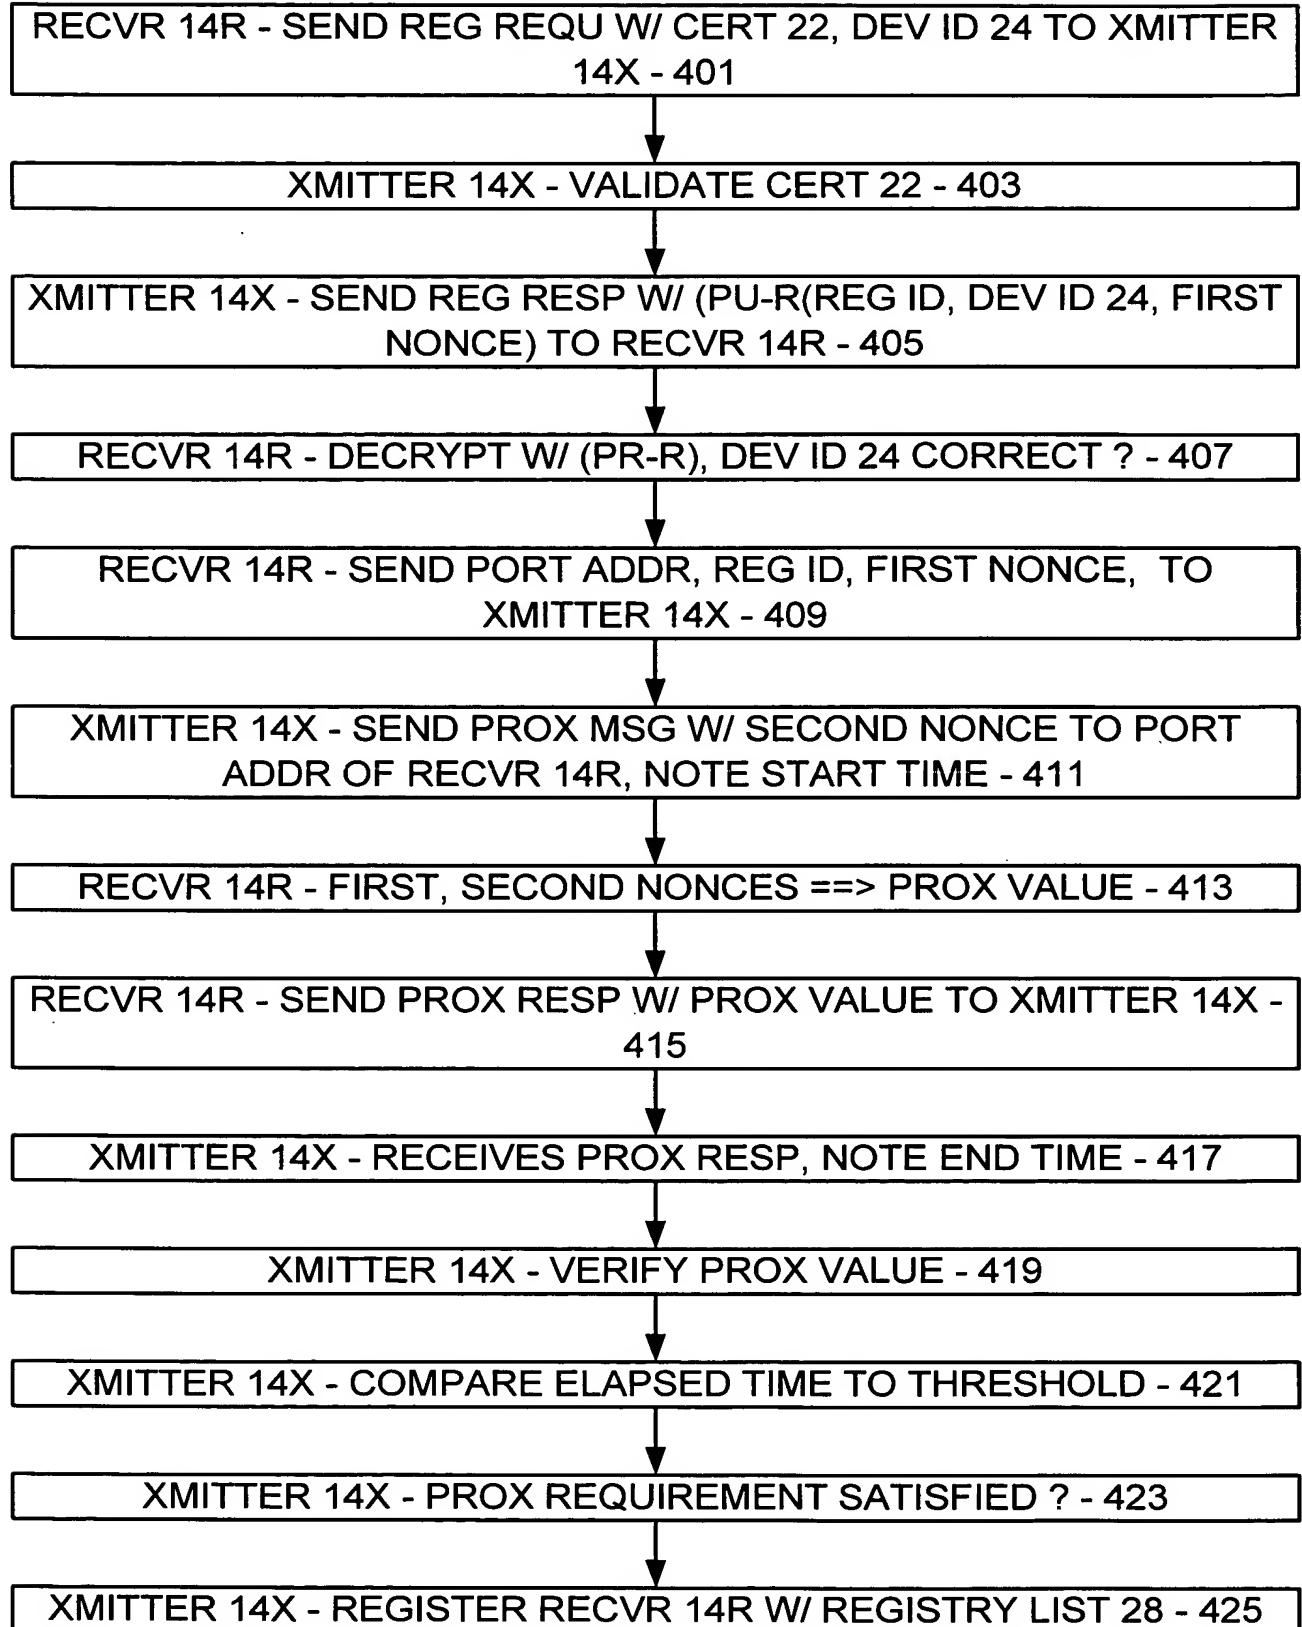 RECVR 14R - SEND REG REQU W/ CERT 22, DEV ID 24 TO XMITTER
14X - 401
XMITTER 14X - VALIDATE CERT 22 - 403
XMITTER 14X - SEND REG RESP W/ (PU-R(REG ID, DEV ID 24, FIRST
NONCE) TO RECVR 14R - 405
RECVR 14R - DECRYPT W/ (PR-R), DEV ID 24 CORRECT ? - 407
RECVR 14R - SEND PORT ADDR, REG ID, FIRST NONCE, TO
XMITTER 14X - 409
XMITTER 14X - SEND PROX MSG W/ SECOND NONCE TO PORT
ADDR OF RECVR 14R, NOTE START TIME - 411
RECVR 14R - FIRST, SECOND NONCES ==> PROX VALUE - 413
RECVR 14R - SEND PROX RESP W/ PROX VALUE TO XMITTER 14X -
415
XMITTER 14X - RECEIVES PROX RESP, NOTE END TIME - 417
XMITTER 14X - VERIFY PROX VALUE - 419
XMITTER 14X - COMPARE ELAPSED TIME TO THRESHOLD - 421
XMITTER 14X - PROX REQUIREMENT SATISFIED ? - 423
XMITTER 14X - REGISTER RECVR 14R W/ REGISTRY LIST 28 - 425